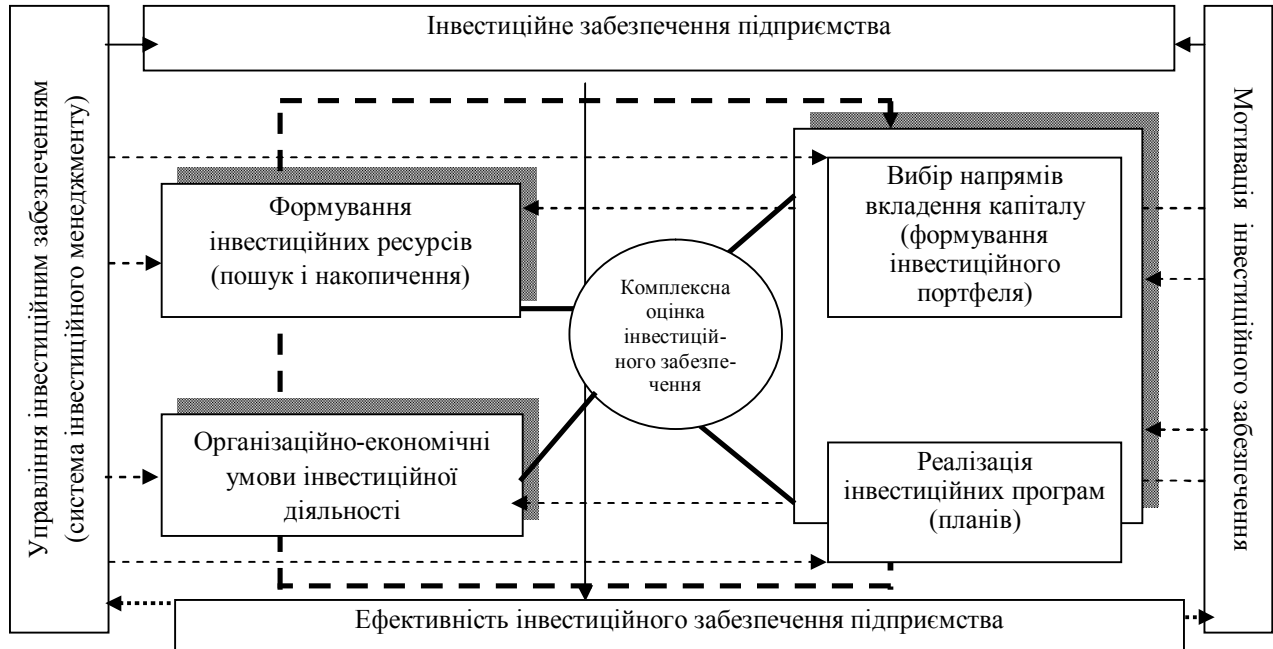 Інвестиційне забезпечення підприємства
Управління інвестиційним забезпеченням
(система інвестиційного менеджменту)
Формування
інвестиційних ресурсів
(пошук і накопичення)
Організаційно-економічні
умови інвестиційної
діяльності
Комплексна
оцінка
інвестицій-
ного забезпе-
чення
Вибір напрямів
вкладення капіталу
(формування
інвестиційного
портфеля)
Реалізація
інвестиційних програм
(планів)
Мотивація інвестиційного забезпечення
Ефективність інвестиційного забезпечення підприємства